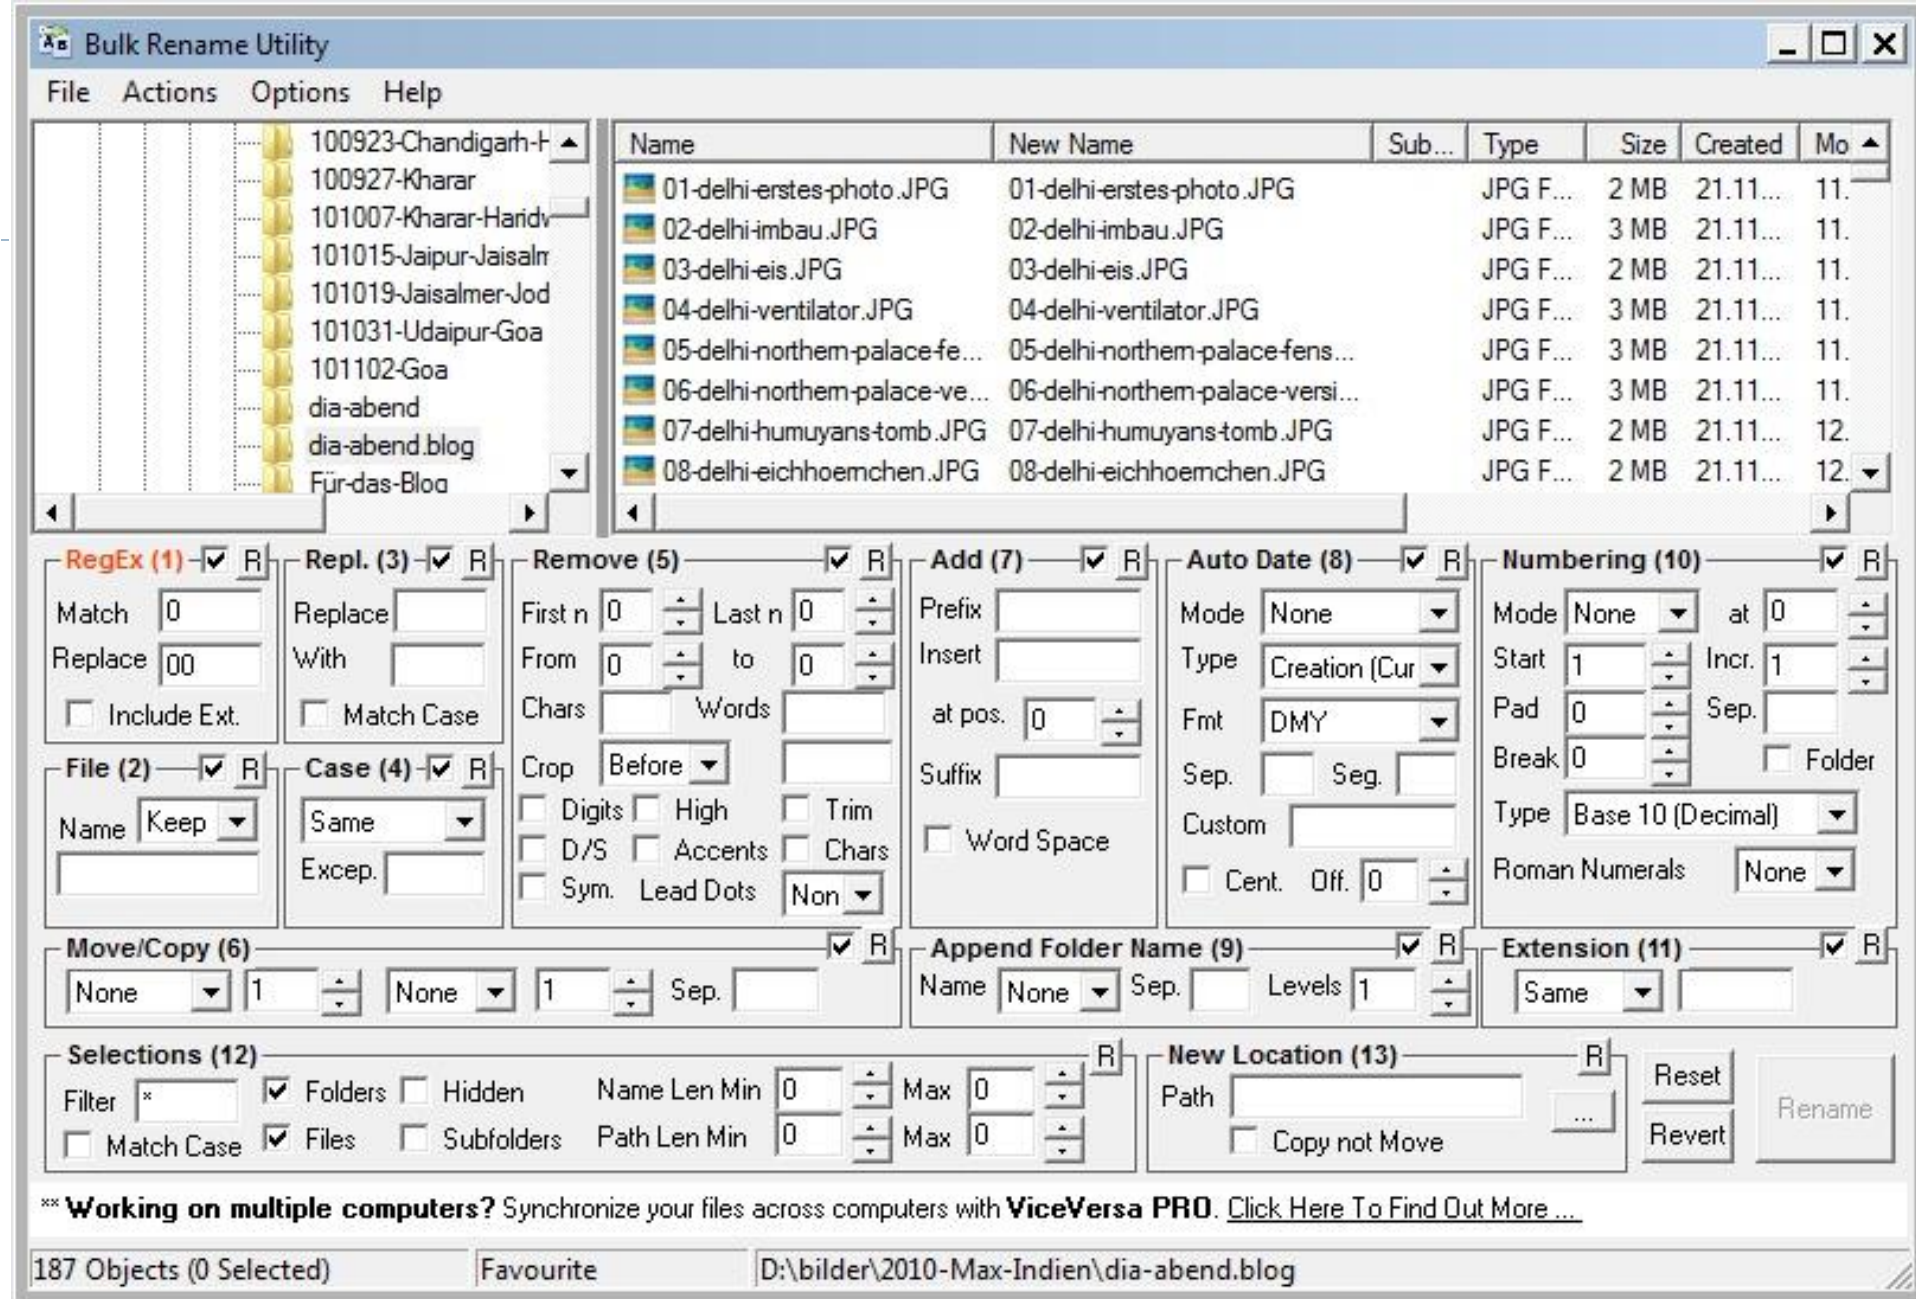 Bulk Rename Utility
File Actions Options Help
100923-Chandigarh-H
100927-Kharar
101007-Kharar-Haridw
101015-Jaipur-Jaisalm
101019-Jaisalmer-Jod
101031-Udaipur-Goa
101102-Goa
dia-abend
dia-abend.blog
Für-das-Blog
Name New Name Sub... Type Size Created Mo
01-delhi-erstes-photo.JPG 01-delhi-erstes-photo.JPG JPG F... 2 MB 21.11... 11.
02-delhi-imbau.JPG 02-delhi-imbau.JPG JPG F... 3 MB 21.11... 11.
03-delhi-eis.JPG 03-delhi-eis.JPG JPG F... 2 MB 21.11... 11.
04-delhi-ventilator.JPG 04-delhi-ventilator.JPG JPG F... 3 MB 21.11... 11.
05-delhi-northern-palace-fe... 05-delhi-northern-palace-fens... JPG F... 3 MB 21.11... 11.
06-delhi-northern-palace-ve... 06-delhi-northern-palace-versi... JPG F... 3 MB 21.11... 11.
07-delhi-humuyans-tomb.JPG 07-delhi-humuyans-tomb.JPG JPG F... 2 MB 21.11... 12.
08-delhi-eichhoernchen.JPG 08-delhi-eichhoernchen.JPG JPG F... 2 MB 21.11... 12.
RegEx (1) R
Match 0
Replace 00
Include Ext.
Repl. (3) R
Replace
With
Match Case
File (2) R
Name Keep
Case (4) R
Same
Excep.
Remove (5) R
First n 0 Last n 0
From 0 to 0
Chars Words
Crop Before
Digits High Trim
D/S Accents Chars
Sym. Lead Dots Non
Add (7) R
Prefix
Insert
at pos. 0
Suffix
Word Space
Auto Date (8) R
Mode None
Type Creation (Cur
Fmt DMY
Sep. Seg.
Custom
Cent. Off. 0
Numbering (10) R
Mode None at 0
Start 1 Incr. 1
Pad 0 Sep.
Break 0 Folder
Type Base 10 (Decimal)
Roman Numerals None
Move/Copy (6) R
None 1 None 1 Sep.
Append Folder Name (9) R
Name None Sep. Levels 1
Extension (11) R
Same
Selections (12) R
Filter * Folders Hidden Name Len Min 0 Max 0
Match Case Files Subfolders Path Len Min 0 Max 0
New Location (13) R
Path ...
Copy not Move
Reset
Revert
Rename
** Working on multiple computers? Synchronize your files across computers with ViceVersa PRO. Click Here To Find Out More ...
187 Objects (0 Selected) Favourite D:\bilder\2010-Max-Indien\dia-abend.blog